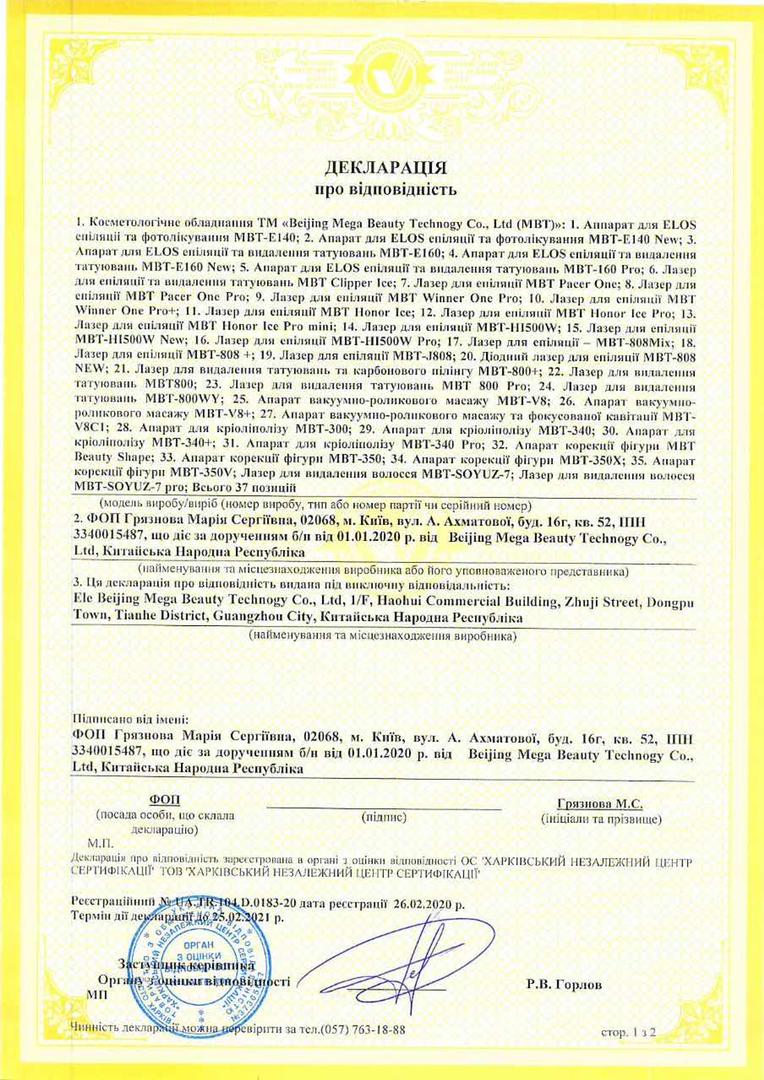 ДЕКЛАРАЦІЯ
про відповідність
1. Косметологічне обладнання ТМ «Beijing Mega Beauty Technogy Co., Ltd (MBT)»: 1. Аппарат для ELOS
епіляції та фотолікування MBT-E140; 2. Апарат для ELOS епіляції та фотолікування MBT-E140 New; 3.
Апарат для ELOS епіляції та видалення татуювань MBT-E160; 4. Апарат для ELOS епіляції та видалення
татуювань MBT-E160 New; 5. Апарат для ELOS епіляції та видалення татуювань MBT-160 Pro; 6. Лазер
для епіляції та видалення татуювань MBT Clipper Ice; 7. Лазер для епіляції MBT Pacer One; 8. Лазер для
епіляції MBT Pacer One Pro; 9. Лазер для епіляції MBT Winner One Pro; 10. Лазер для епіляції MBT
Winner One Pro+; 11. Лазер для епіляції MBT Honor Ice; 12. Лазер для епіляції MBT Honor Ice Pro; 13.
Лазер для епіляції MBT Honor Ice Pro mini; 14. Лазер для епіляції MBT-HI500W; 15. Лазер для епіляції
MBT-HI500W New; 16. Лазер для епіляції MBT-HI500W Pro; 17. Лазер для епіляції – MBT-808Mix; 18.
Лазер для епіляції MBT-808 +; 19. Лазер для епіляції MBT-J808; 20. Діодний лазер для епіляції MBT-808
NEW; 21. Лазер для видалення татуювань та карбонового пілінгу MBT-800+; 22. Лазер для видалення
татуювань MBT800; 23. Лазер для видалення татуювань MBT 800 Pro; 24. Лазер для видалення
татуювань MBT-800WY; 25. Апарат вакуумно-роликового масажу MBT-V8; 26. Апарат вакуумно-
роликового масажу MBT-V8+; 27. Апарат вакуумно-роликового масажу та фокусованої кавітації MBT-
V8C1; 28. Апарат для кріоліполізу MBT-300; 29. Апарат для кріоліполізу MBT-340; 30. Апарат для
кріоліполізу MBT-340+; 31. Апарат для кріоліполізу MBT-340 Pro; 32. Апарат корекції фігури MBT
Beauty Shape; 33. Апарат корекції фігури MBT-350; 34. Апарат корекції фігури MBT-350X; 35. Апарат
корекції фігури MBT-350V; Лазер для видалення волосся MBT-SOYUZ-7; Лазер для видалення волосся
MBT-SOYUZ-7 pro; Всього 37 позицій
(модель виробу/виріб (номер виробу, тип або номер партії чи серійний номер)
2. ФОП Грязнова Марія Сергіївна, 02068, м. Київ, вул. А. Ахматової, буд. 16г, кв. 52, ІПН
3340015487, що діє за дорученням б/н від 01.01.2020 р. від Beijing Mega Beauty Technogy Co.,
Ltd, Китайська Народна Республіка
(найменування та місцезнаходження виробника або його уповноваженого представника)
3. Ця декларація про відповідність видана під виключну відповідальність:
Ele Beijing Mega Beauty Technogy Co., Ltd, 1/F, Haohui Commercial Building, Zhuji Street, Dongpu
Town, Tianhe District, Guangzhou City, Китайська Народна Республіка
(найменування та місцезнаходження виробника)
Підписано від імені:
ФОП Грязнова Марія Сергіївна, 02068, м. Київ, вул. А. Ахматової, буд. 16г, кв. 52, ІПН
3340015487, що діє за дорученням б/н від 01.01.2020 р. від Beijing Mega Beauty Technogy Co.,
Ltd, Китайська Народна Республіка
ФОП Грязнова М.С.
(посада особи, що склала (підпис) (ініціали та прізвище)
декларацію)
М.П.
Декларація про відповідність зареєстрована в органі з оцінки відповідності ОС 'ХАРКІВСЬКИЙ НЕЗАЛЕЖНИЙ ЦЕНТР
СЕРТИФІКАЦІЇ' ТОВ 'ХАРКІВСЬКИЙ НЕЗАЛЕЖНИЙ ЦЕНТР СЕРТИФІКАЦІЇ'
Реєстраційний № UA.TR.104.D.0183-20 дата реєстрації 26.02.2020 р.
Термін дії декларації до 25.02.2021 р.
ОРГАН
З ОЦІНКИ
Заступник керівника
Органу з оцінки відповідності Р.В. Горлов
МП
Чинність декларації можна перевірити за тел.(057) 763-18-88
стор. 1 з 2